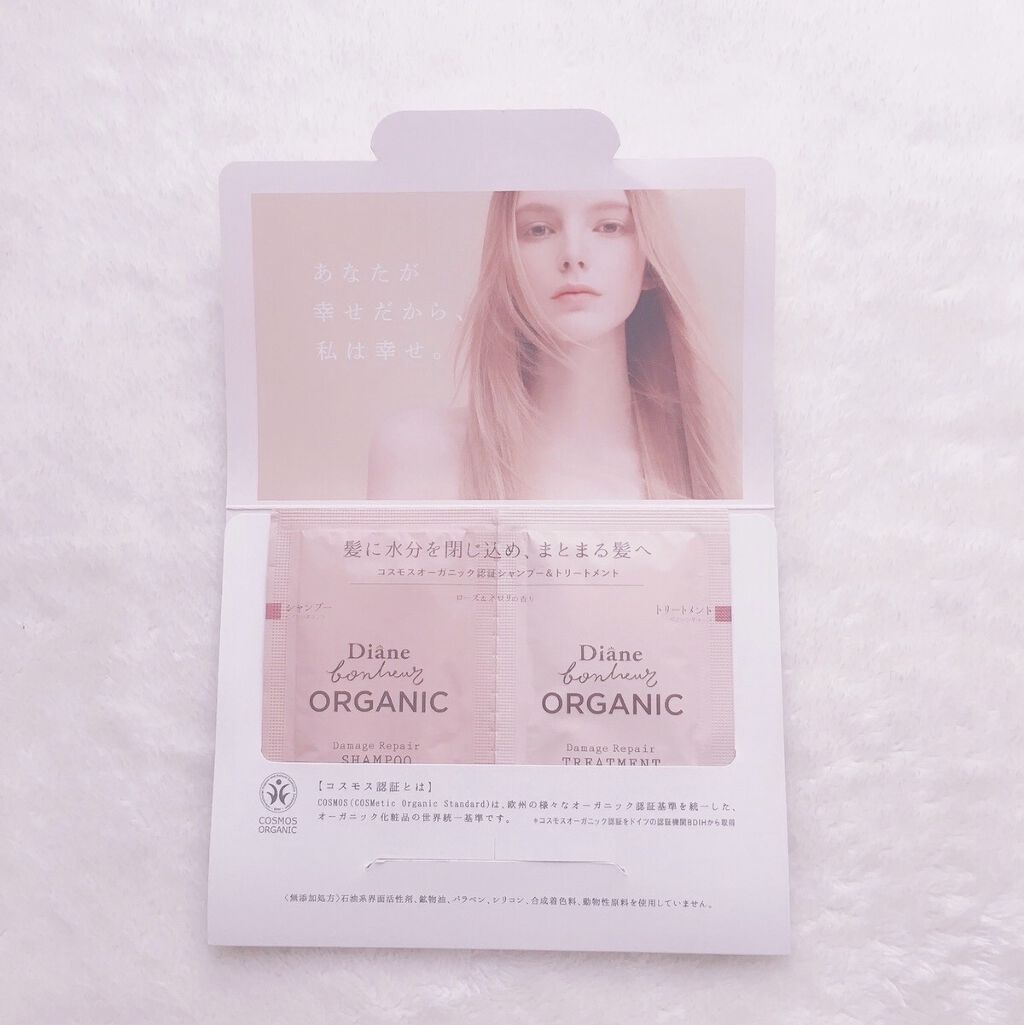 あなたが
幸せだから、
私は幸せ。
髪に水分を閉じ込め、まとまる髪へ
コスモスオーガニック認証シャンプー&トリートメント
ローズ&ネロリの香り
シャンプー
トリートメント
Diâne
bonheur
ORGANIC
Damage Repair
SHAMPOO
Diâne
bonheur
ORGANIC
Damage Repair
TREATMENT
COSMOS
ORGANIC
【コスモス認証とは】
COSMOS(COSMetic Organic Standard)は、欧州の様々なオーガニック認証基準を統一した、
オーガニック化粧品の世界統一基準です。 *コスモスオーガニック認証をドイツの認証機関BDIHから取得
〈無添加処方〉石油系界面活性剤、鉱物油、パラベン、シリコン、合成着色料、動物性原料を使用していません。